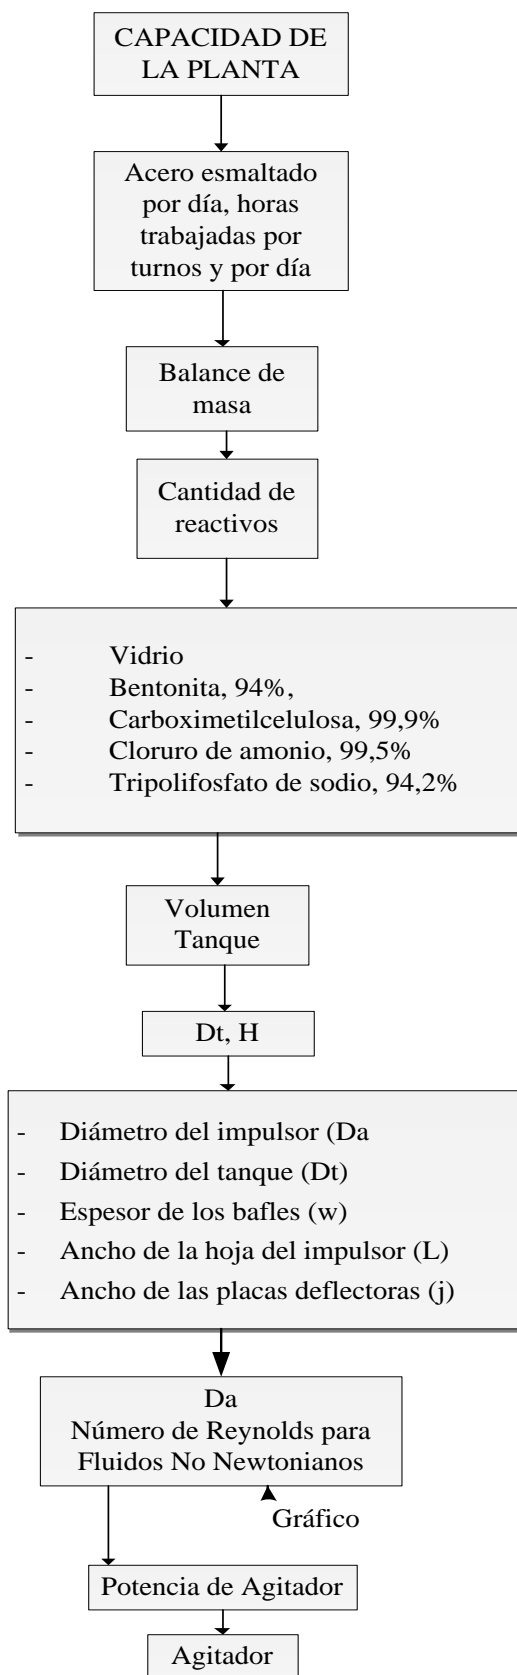 CAPACIDAD DE
LA PLANTA
Acero esmaltado
por día, horas
trabajadas por
turnos y por día
Balance de
masa
Cantidad de
reactivos
- Vidrio
- Bentonita, 94%,
- Carboximetilcelulosa, 99,9%
- Cloruro de amonio, 99,5%
- Tripolifosfato de sodio, 94,2%
Volumen
Tanque
Dt, H
- Diámetro del impulsor (Da
- Diámetro del tanque (Dt)
- Espesor de los bafles (w)
- Ancho de la hoja del impulsor (L)
- Ancho de las placas deflectoras (j)
Da
Número de Reynolds para
Fluidos No Newtonianos
Gráfico
Potencia de Agitador
Agitador